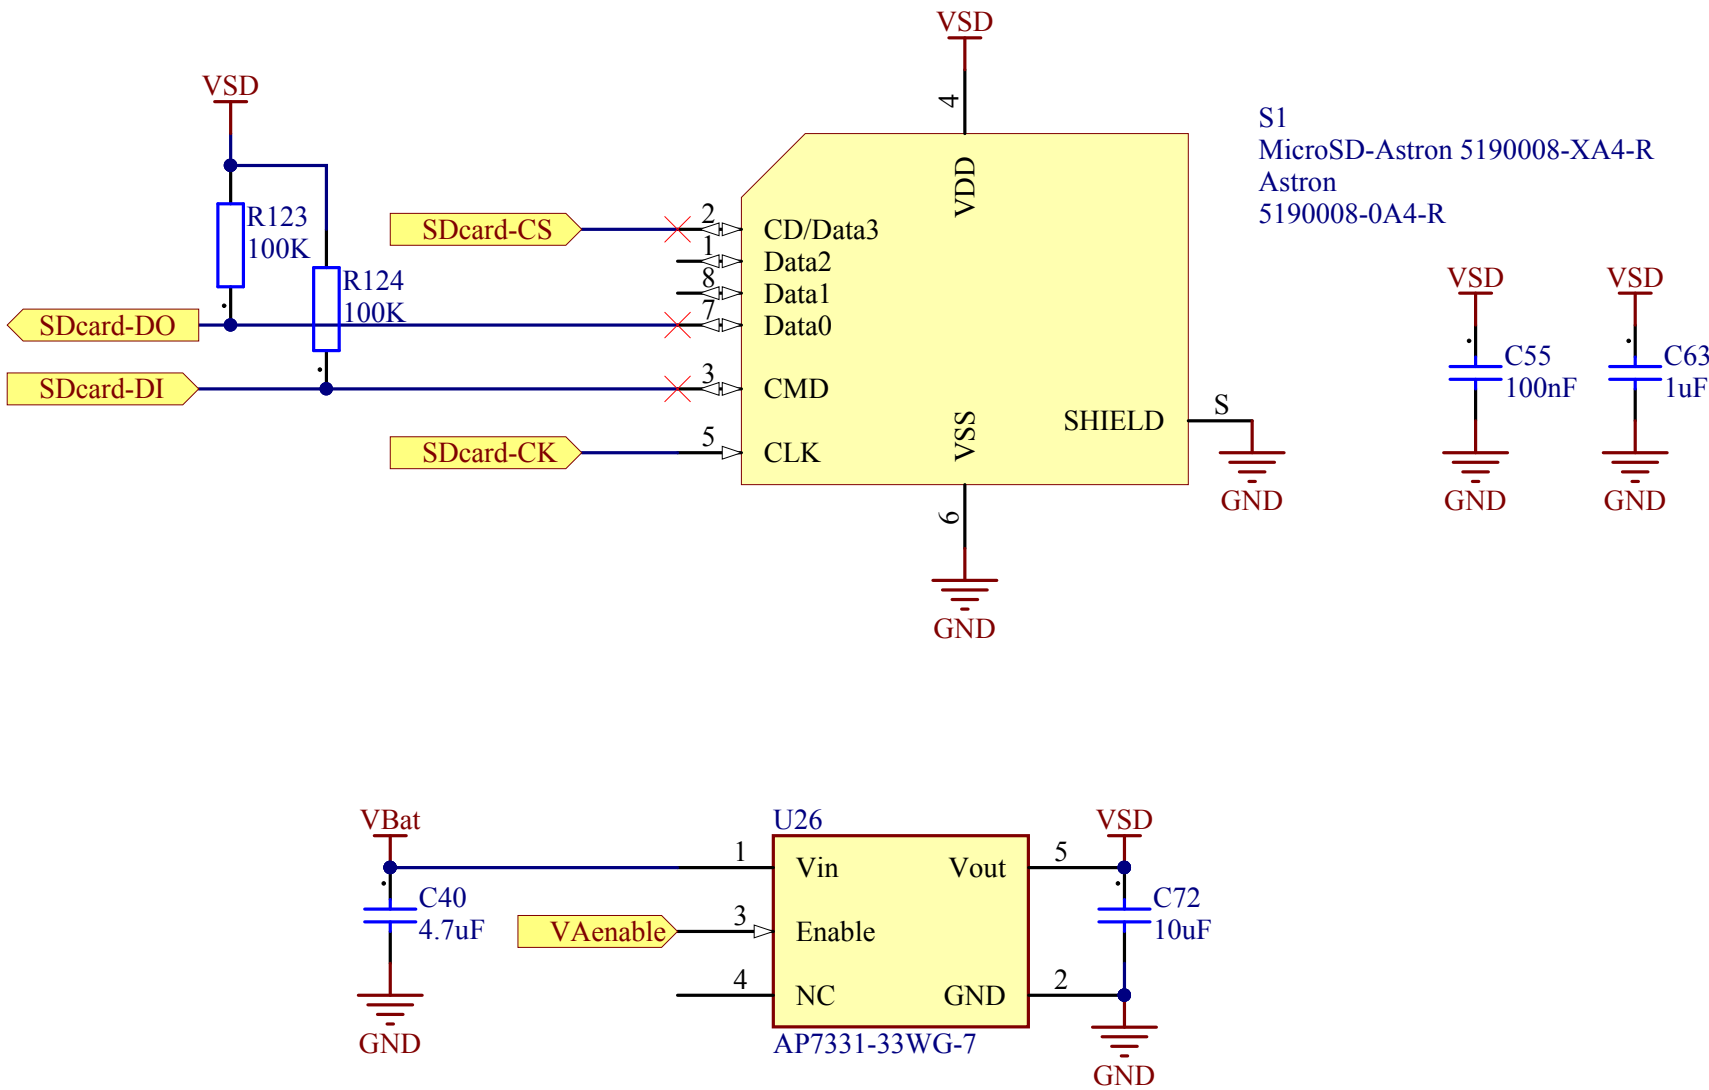 VSD
VSD
4
VDD
S1
MicroSD-Astron 5190008-XA4-R
Astron
5190008-0A4-R
R123
100K
SDcard-CS
2
CD/Data3
1
Data2
R124
100K
8
Data1
SDcard-DO
7
Data0
SDcard-DI
3
CMD
SDcard-CK
5
CLK
VSS
SHIELD
S
GND
6
GND
VSD
C55
100nF
GND
VSD
C63
1uF
GND
VBat
C40
4.7uF
GND
VAenable
U26
1
Vin
3
Enable
4
NC
Vout
5
GND
2
AP7331-33WG-7
VSD
C72
10uF
GND